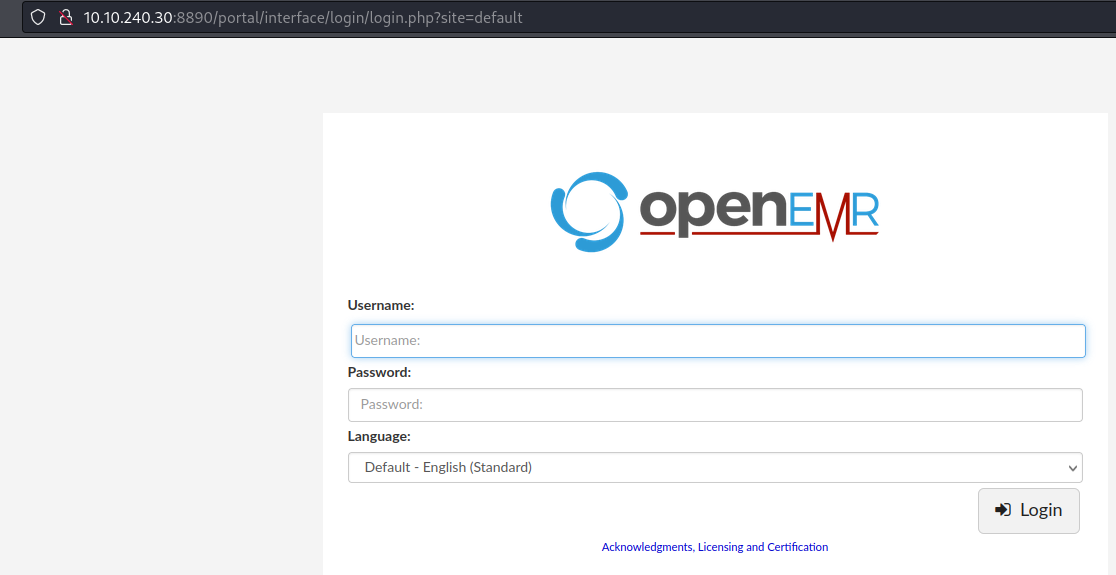 10.10.240.30:8890/portal/interface/login/login.php?site=default
openEMR
Username:
Username:
Password:
Password:
Language:
Default - English (Standard)
Login
Acknowledgments, Licensing and Certification